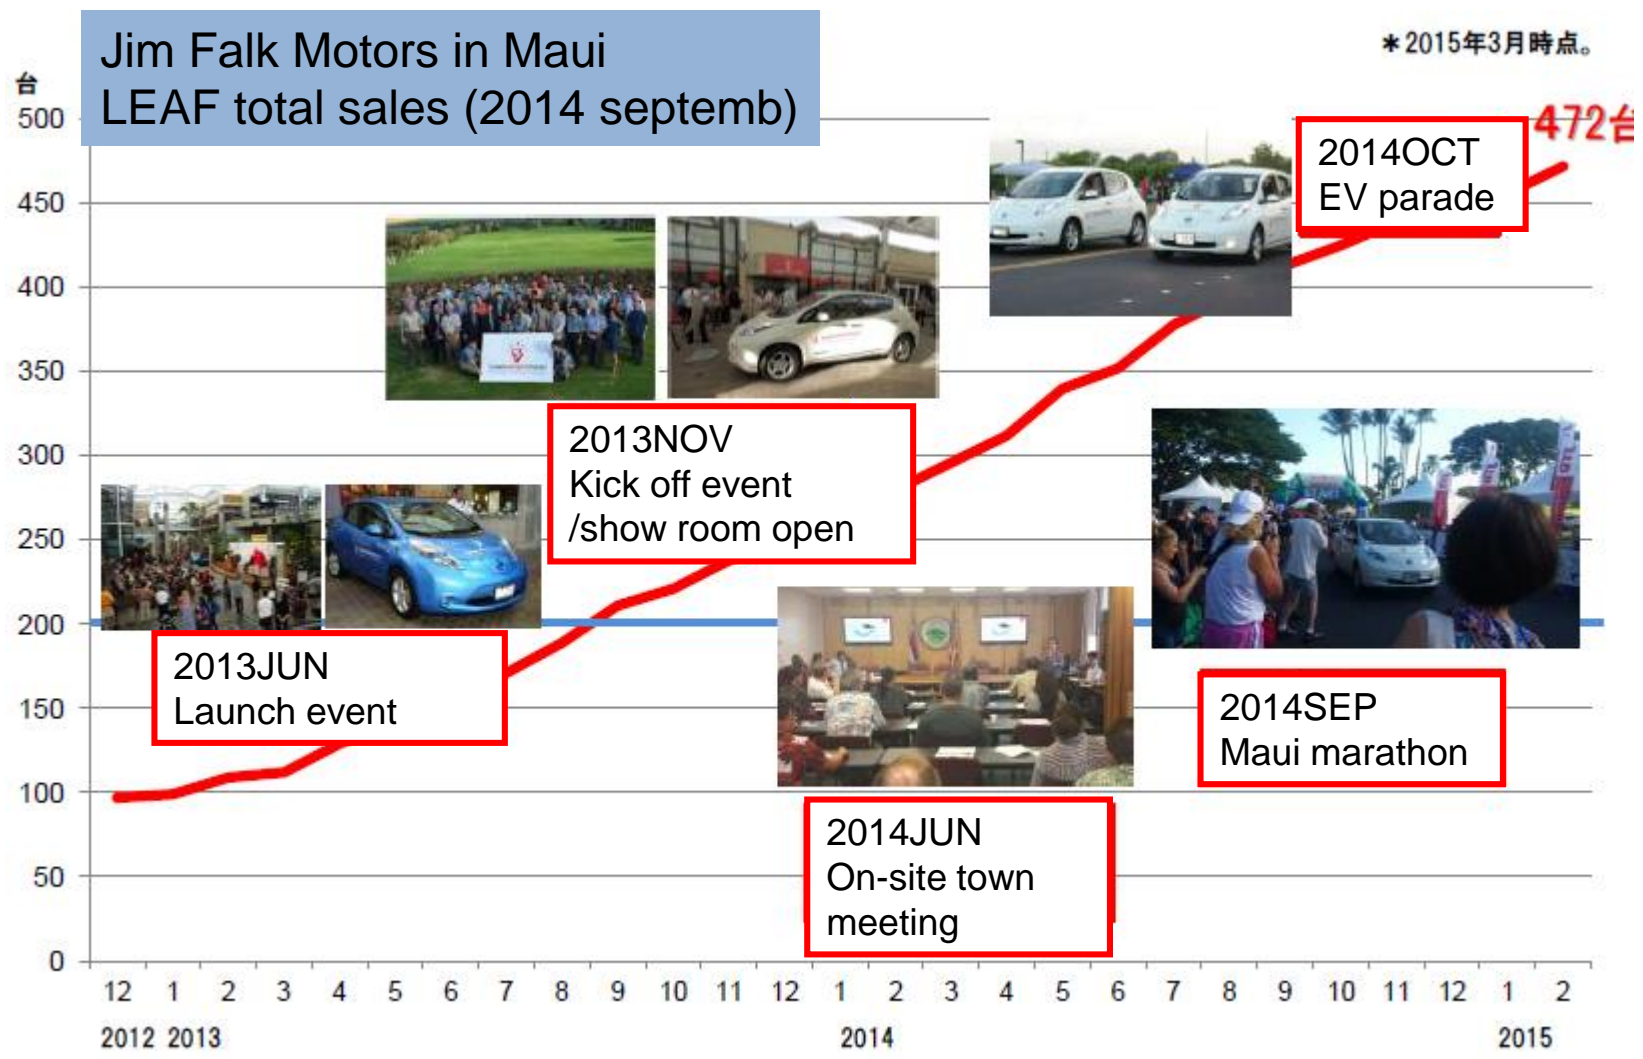 Jim Falk Motors in Maui
LEAF total sales (2014 septemb)
*2015年3月時点。
台
500
472台
450
400
350
300
250
200
150
100
50
0
2014OCT
EV parade
2013NOV
Kick off event
/show room open
2013JUN
Launch event
2014SEP
Maui marathon
2014JUN
On-site town
meeting
12 1 2 3 4 5 6 7 8 9 10 11 12 1 2 3 4 5 6 7 8 9 10 11 12 1 2
2012 2013 2014 2015